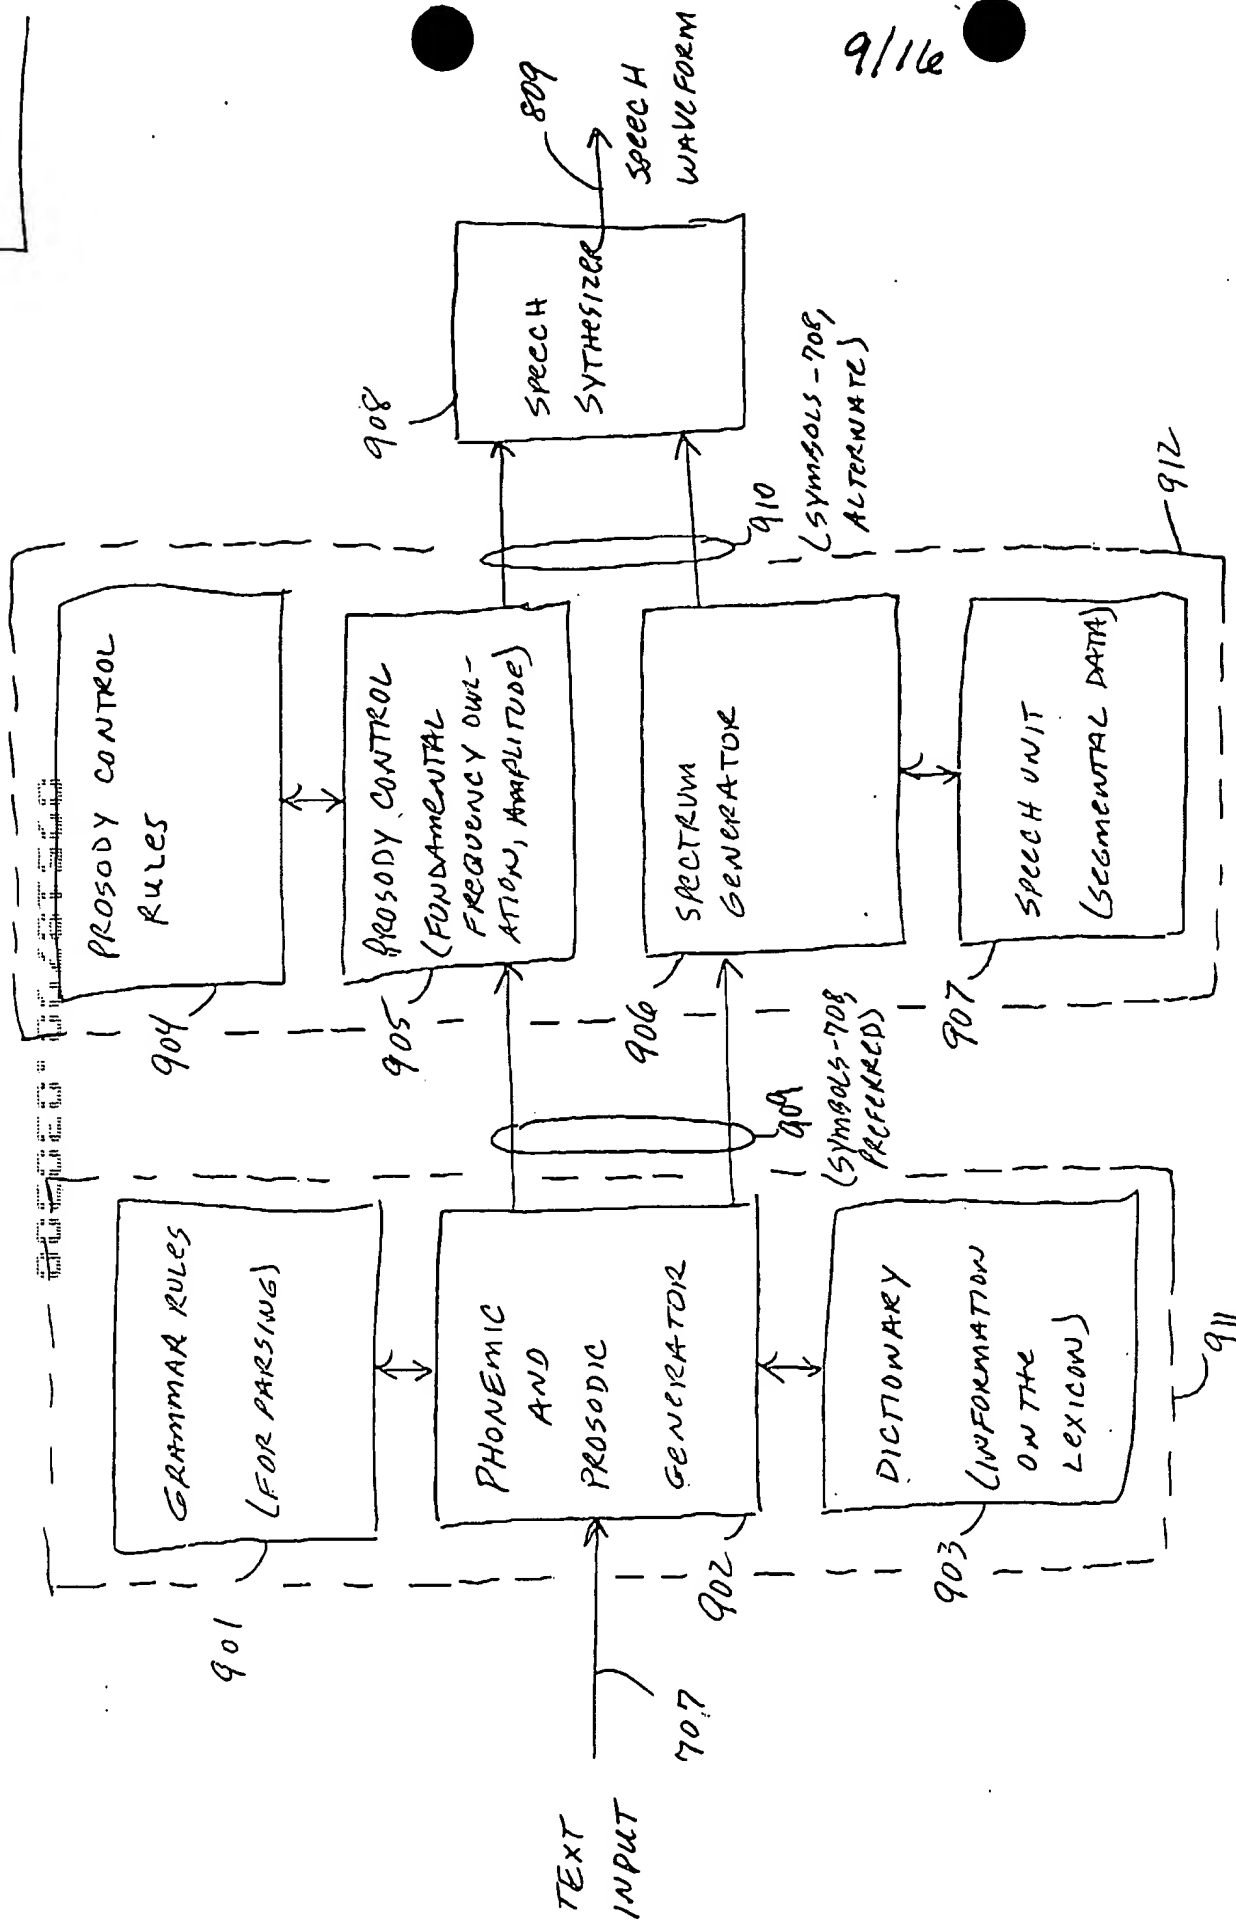 9/16
TEXT
INPUT
707
901
GRAMMAR RULES
(FOR PARSING)
902
PHONEMIC
AND
PROSODIC
GENERATOR
903
DICTIONARY
(INFORMATION
ON THE
LEXICON)
911
909
(SYMBOLS-708,
PREFERRED)
904
PROSODY CONTROL
RULES
905
PROSODY CONTROL
(FUNDAMENTAL
FREQUENCY DUR-
ATION, AMPLITUDE)
906
SPECTRUM
GENERATOR
907
SPEECH UNIT
(SEGMENTAL DATA)
912
910
(SYMBOLS-708,
ALTERNATE)
908
SPEECH
SYTHESIZER
809
SPEECH
WAVEFORM